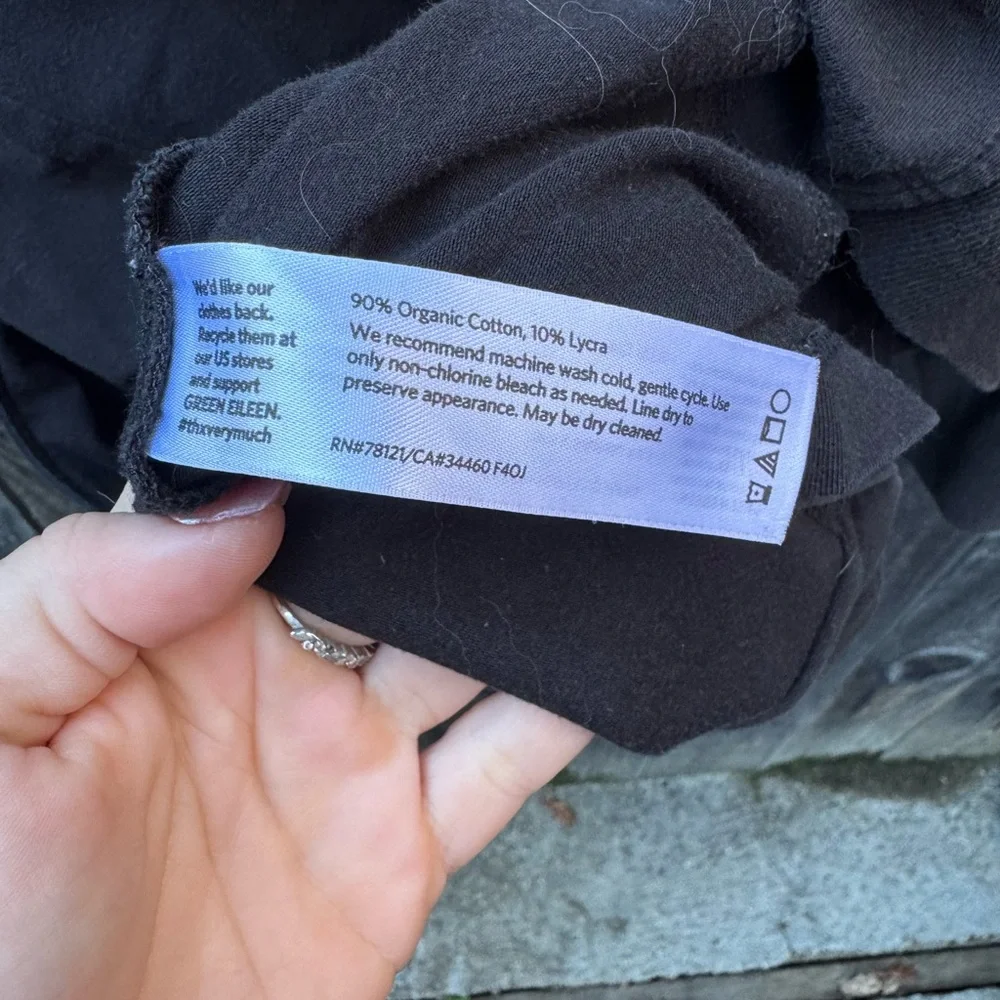 We'd like our
clothes back.
Recycle them at
our US stores
and support
GREEN EILEEN.
#thxverymuch
90% Organic Cotton, 10% Lycra
We recommend machine wash cold, gentle cycle. Use
only non-chlorine bleach as needed. Line dry to
preserve appearance. May be dry cleaned.
RN#78121/CA#34460 F4OJ